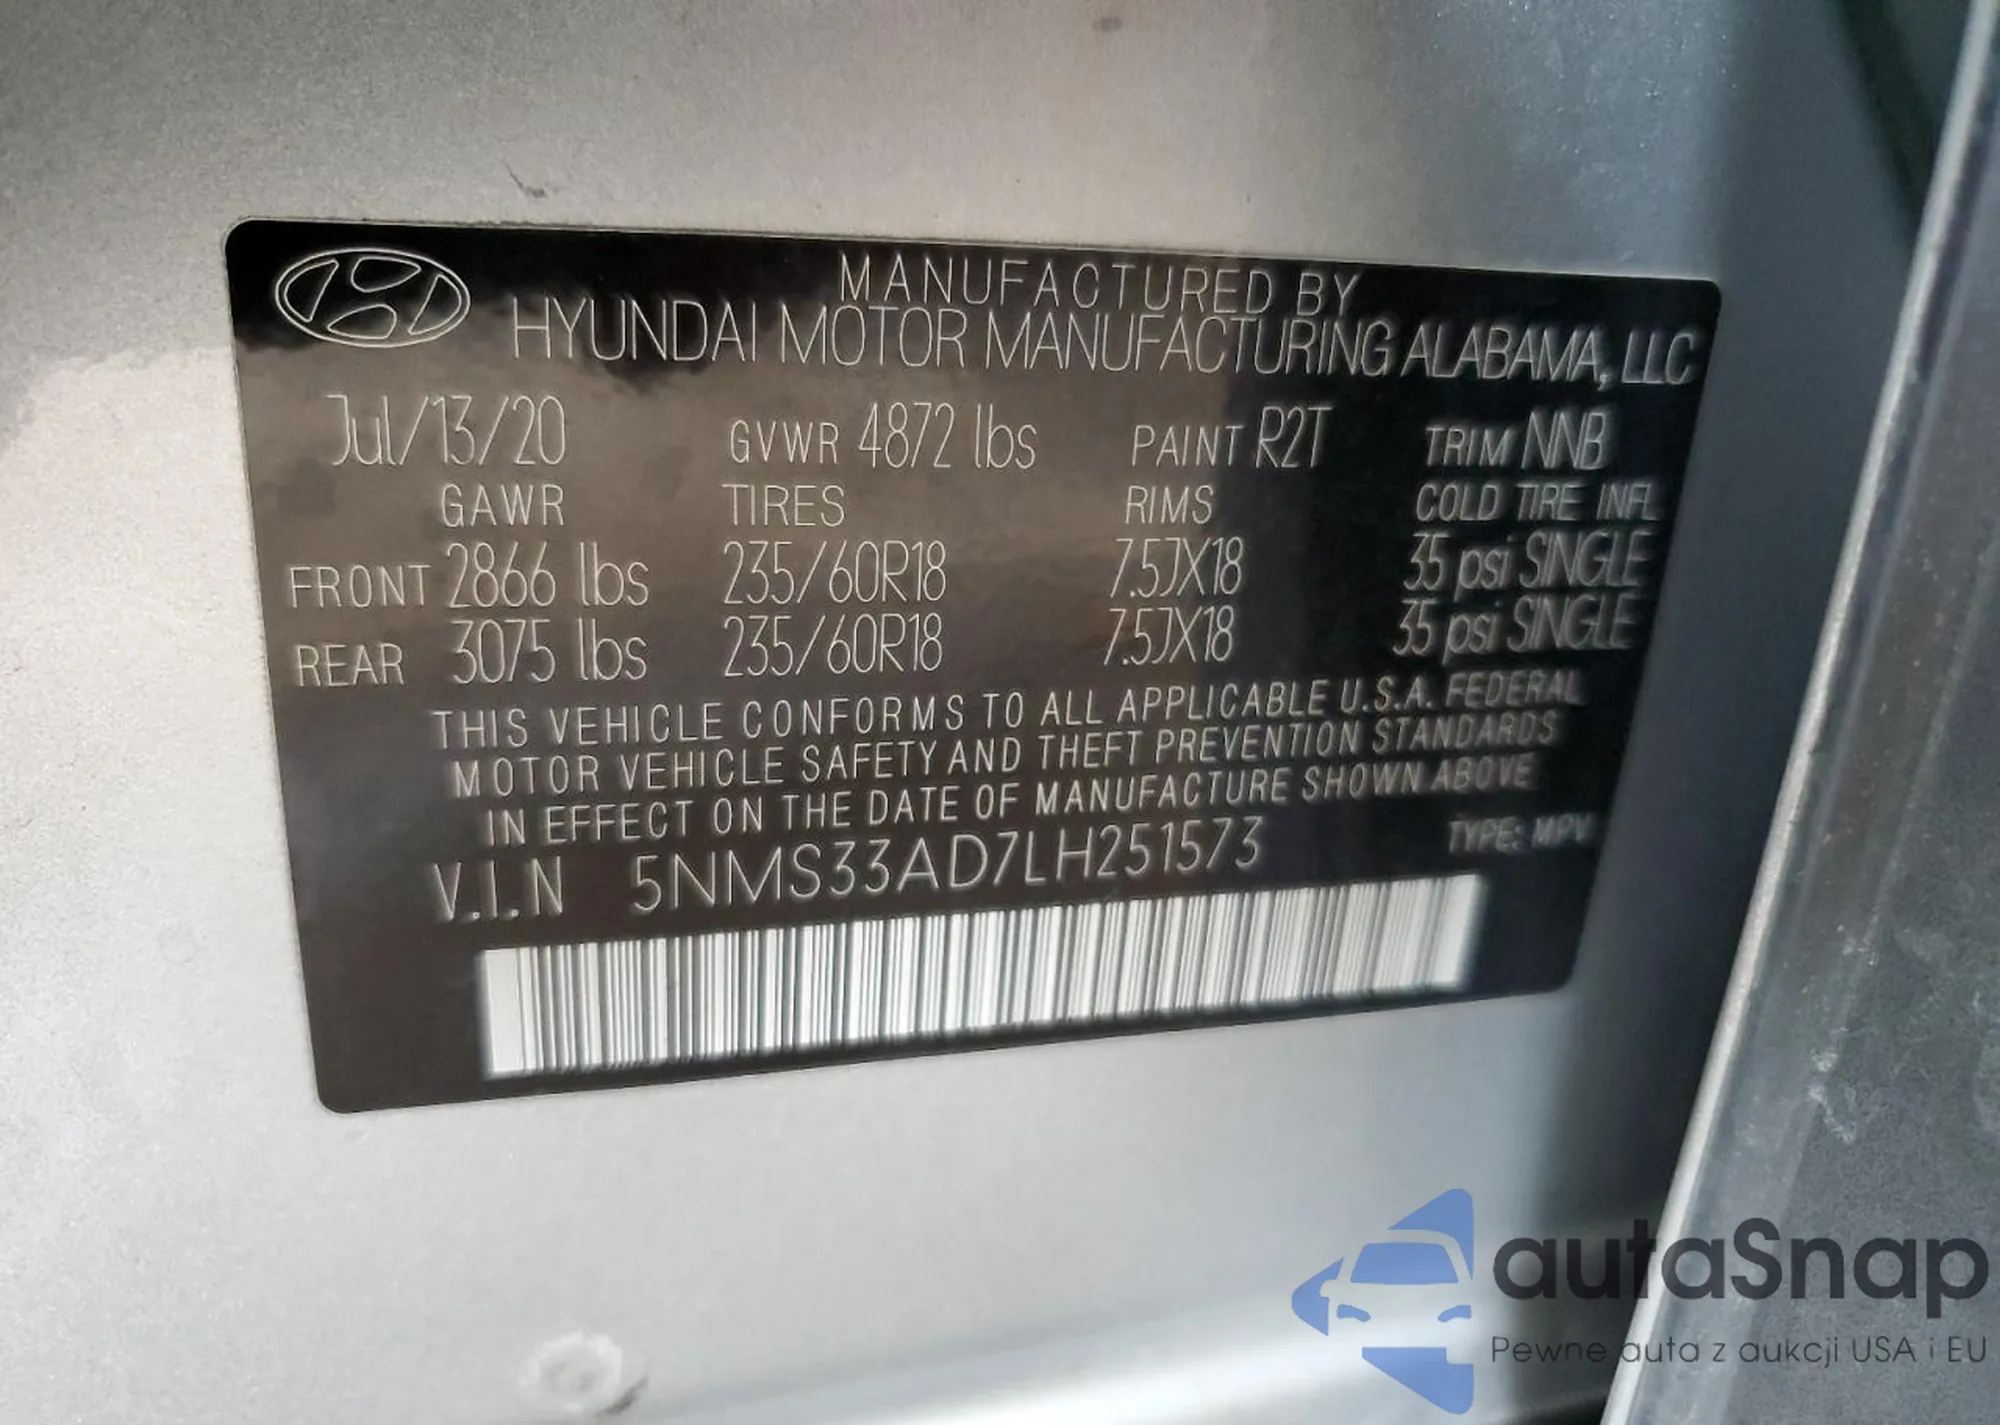 MANUFACTURED BY
HYUNDAI MOTOR MANUFACTURING ALABAMA, LLC
Jul/13/20 GVWR 4872 lbs PAINT R2T TRIM NNB
GAWR TIRES RIMS COLD TIRE INFL
FRONT 2866 lbs 235/60R18 7.5JX18 35 psi SINGLE
REAR 3075 lbs 235/60R18 7.5JX18 35 psi SINGLE
THIS VEHICLE CONFORMS TO ALL APPLICABLE U.S.A. FEDERAL
MOTOR VEHICLE SAFETY AND THEFT PREVENTION STANDARDS
IN EFFECT ON THE DATE OF MANUFACTURE SHOWN ABOVE
V.I.N 5NMS33AD7LH251573 TYPE: MPV
autaSnap
Pewne auta z aukcji USA i EU